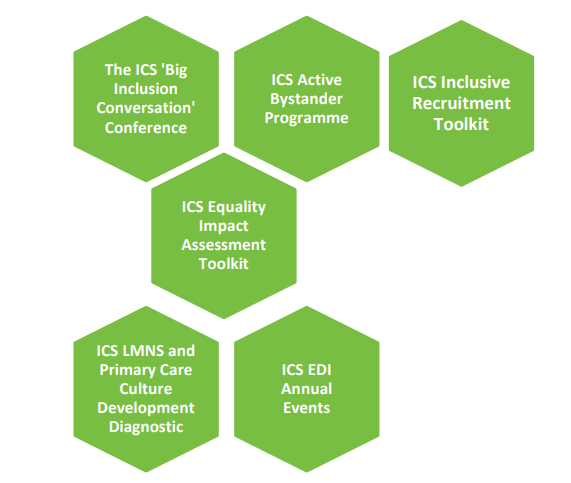 The ICS 'Big
Inclusion
Conversation'
Conference
ICS Active
Bystander
Programme
ICS Inclusive
Recruitment
Toolkit
ICS Equality
Impact
Assessment
Toolkit
ICS LMNS and
Primary Care
Culture
Development
Diagnostic
ICS EDI
Annual
Events